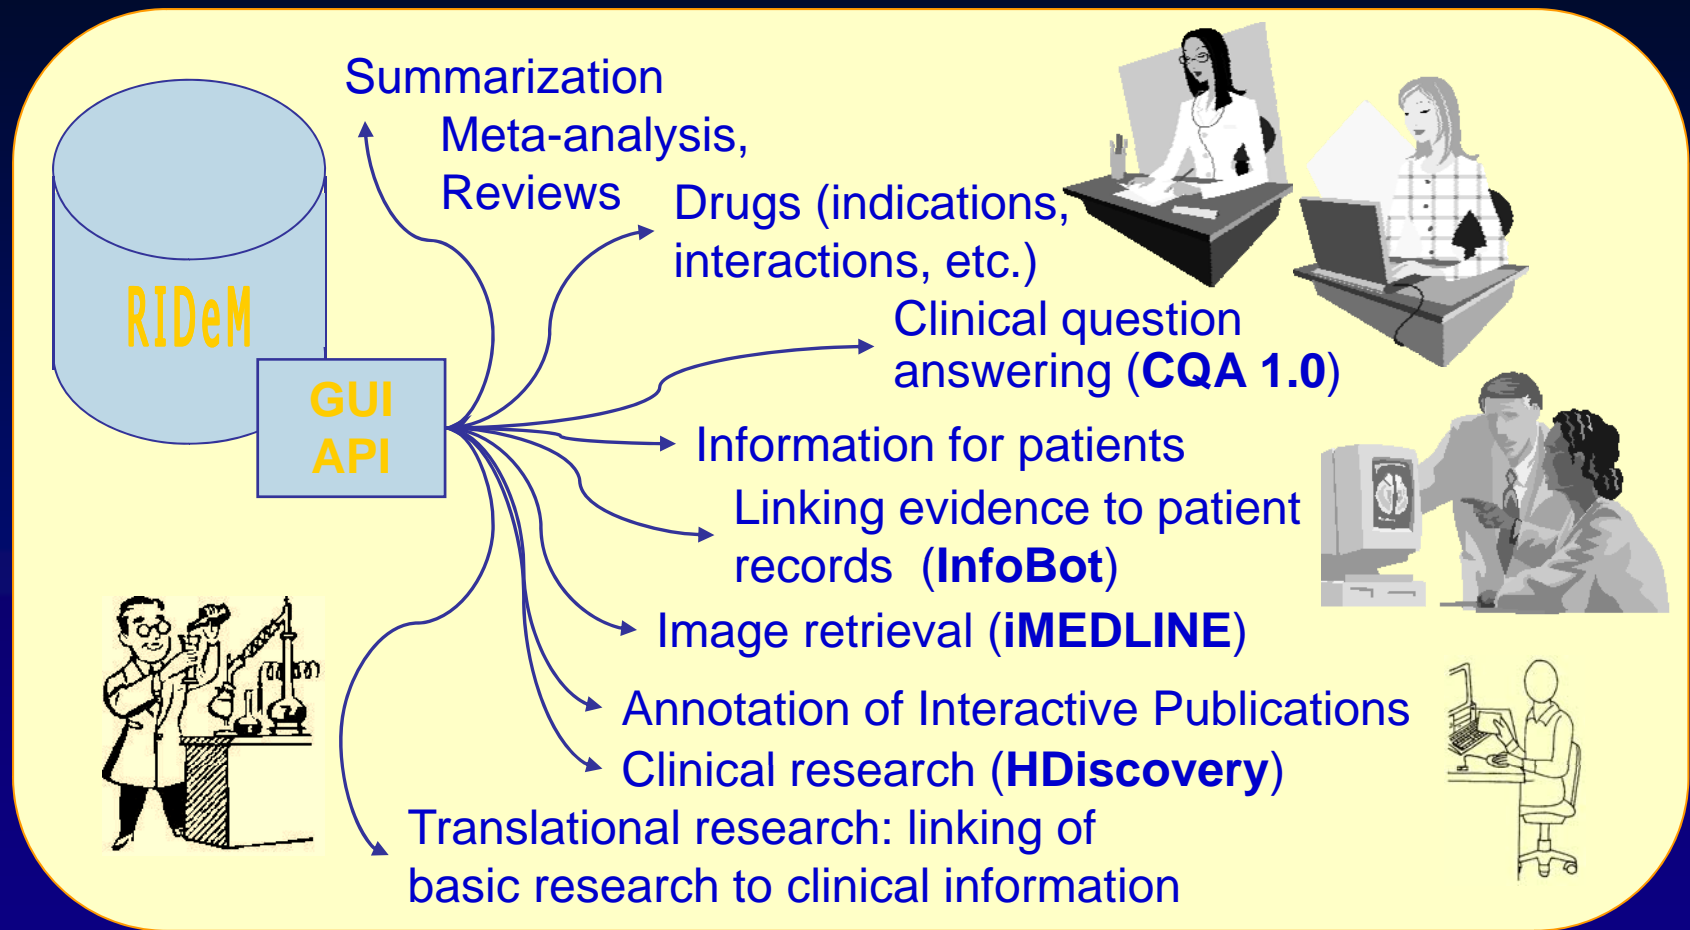 Summarization
Meta-analysis,
Reviews
Drugs (indications,
interactions, etc.)
RIDeM
Clinical question
answering (CQA 1.0)
GUI
API
Information for patients
Linking evidence to patient
records (InfoBot)
Image retrieval (iMEDLINE)
Annotation of Interactive Publications
Clinical research (HDiscovery)
Translational research: linking of
basic research to clinical information